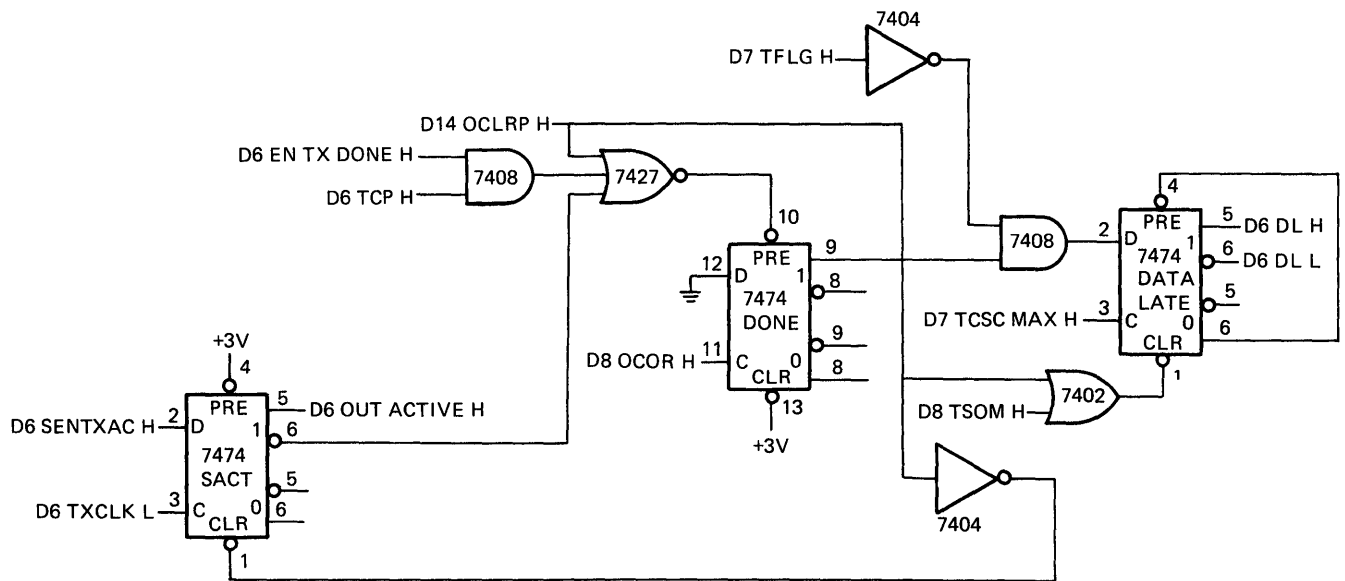 7404
D7 TFLG H
D14 OCLRP H
D6 EN TX DONE H
7408
7427
D6 TCP H
4
10
PRE
5
D6 DL H
7408
2
D
1
7474
6
D6 DL L
DATA
LATE
5
D7 TCSC MAX H
3
C
0
6
CLR
1
12
PRE
9
D
1
7474
8
DONE
9
D8 OCOR H
11
C
0
8
CLR
13
+3V
7402
D8 TSOM H
7404
+3V
4
PRE
5
D6 OUT ACTIVE H
D6 SENTXAC H
2
D
1
6
7474
SACT
5
D6 TXCLK L
3
C
0
6
CLR
1